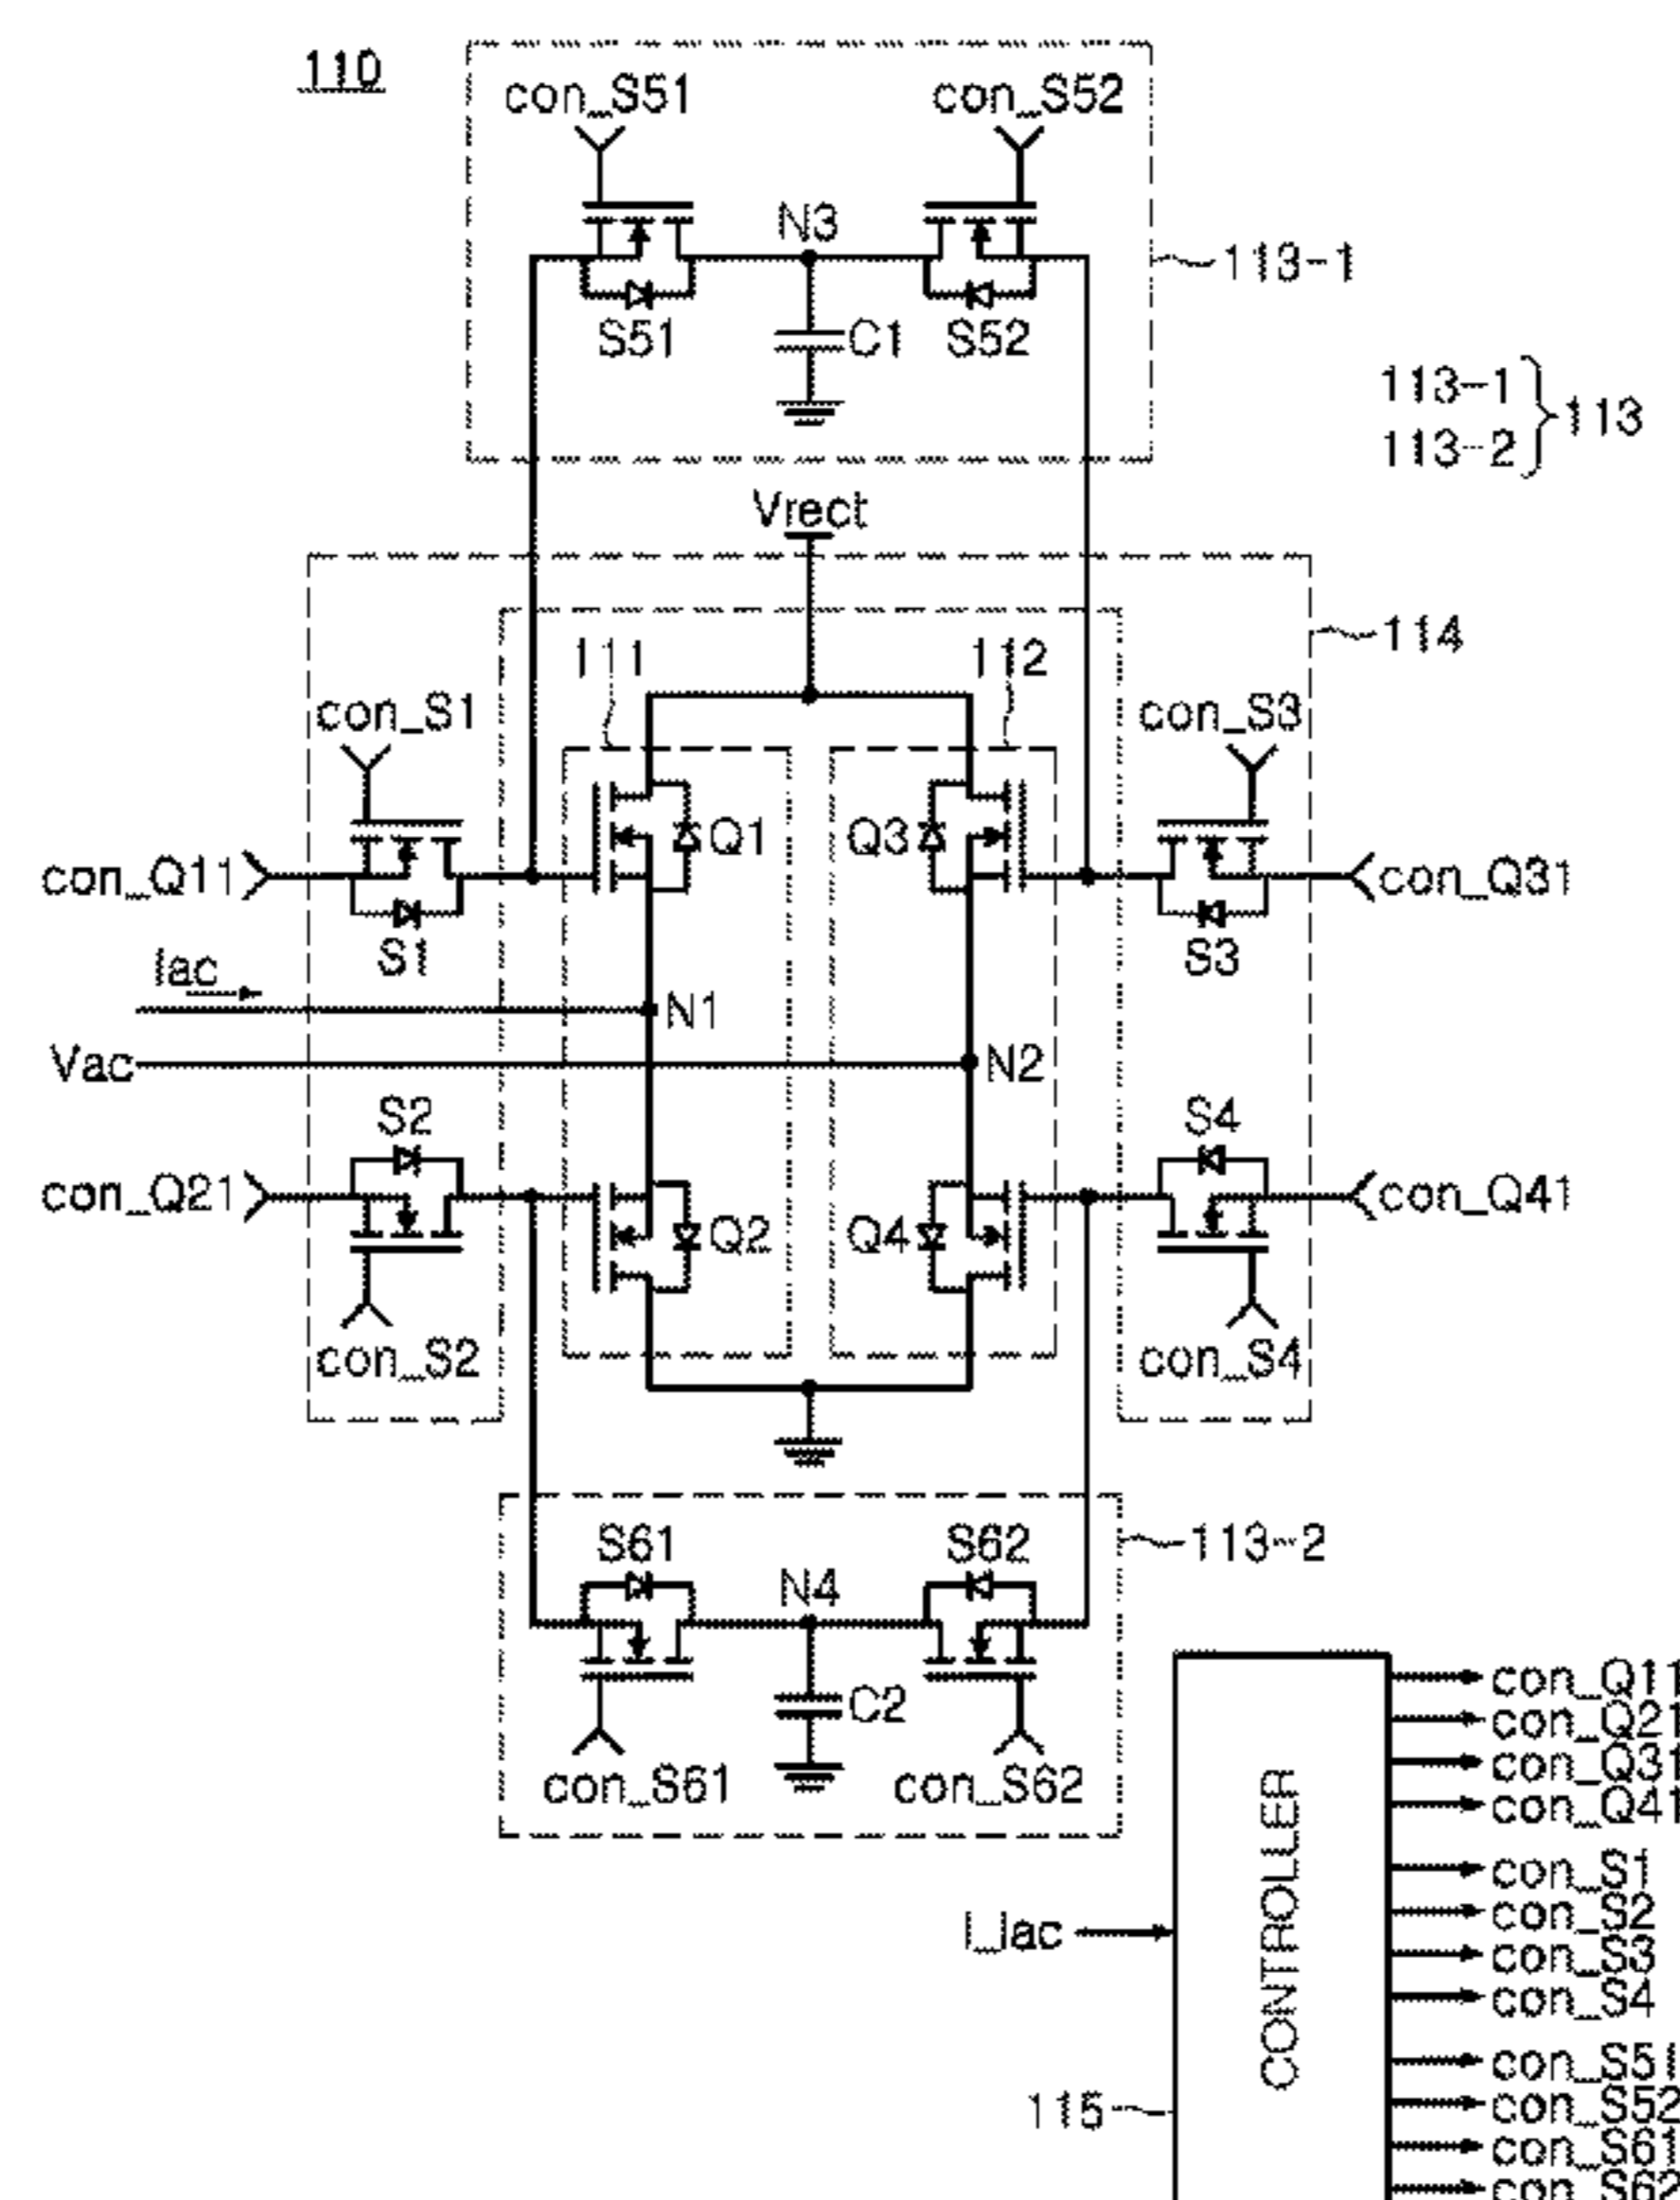 110
con_S51 con_S52
N3
113-1
S51 C1 S52
113-1
113-2
113
Vrect
111 112
114
con_S1 con_S3
Q1 Q3
con_Q11 con_Q31
S1 S3
Iac
N1
Vac N2
S2 S4
con_Q21 con_Q41
Q2 Q4
con_S2 con_S4
S61 N4 S62
113-2
C2
con_S61 con_S62
CONTROLLER
I_Iac
115
con_Q11
con_Q21
con_Q31
con_Q41
con_S1
con_S2
con_S3
con_S4
con_S51
con_S52
con_S61
con_S62